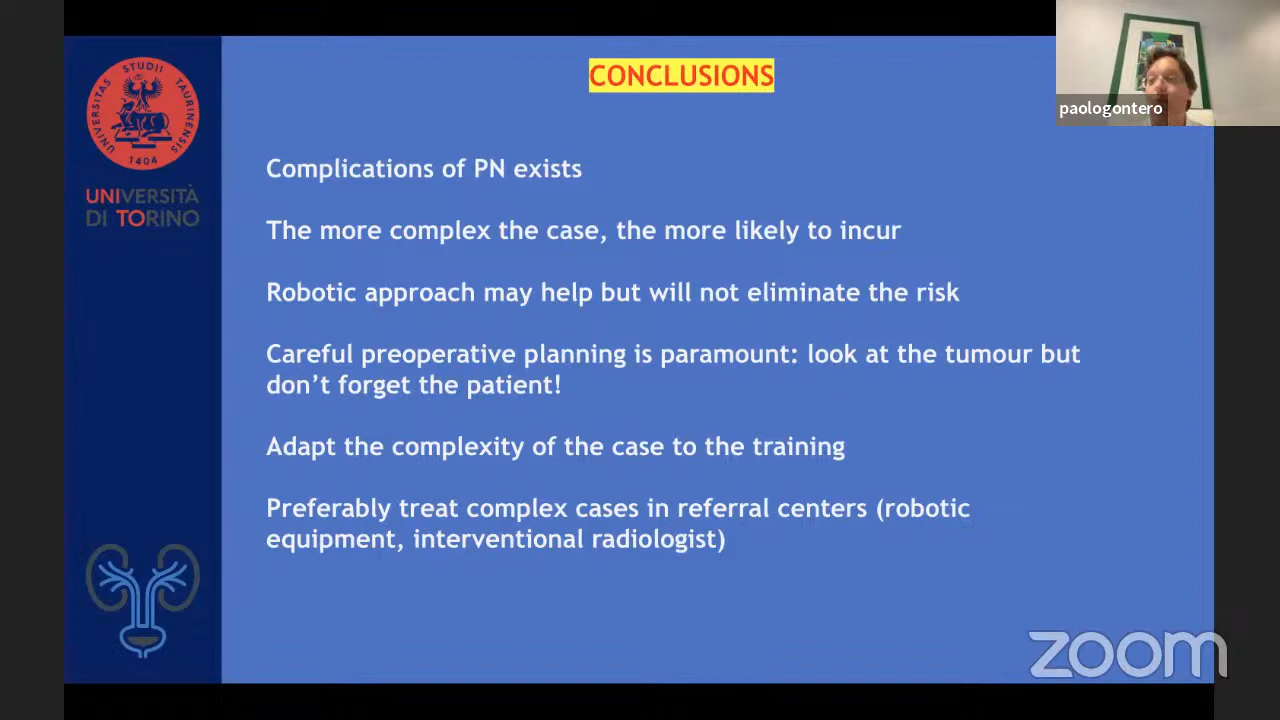 CONCLUSIONS
paologontero
STUDII
UNIVERSITAS
TAURINENSIS
1404
UNIVERSITÀ
DI TORINO
Complications of PN exists
The more complex the case, the more likely to incur
Robotic approach may help but will not eliminate the risk
Careful preoperative planning is paramount: look at the tumour but
don’t forget the patient!
Adapt the complexity of the case to the training
Preferably treat complex cases in referral centers (robotic
equipment, interventional radiologist)
zoom